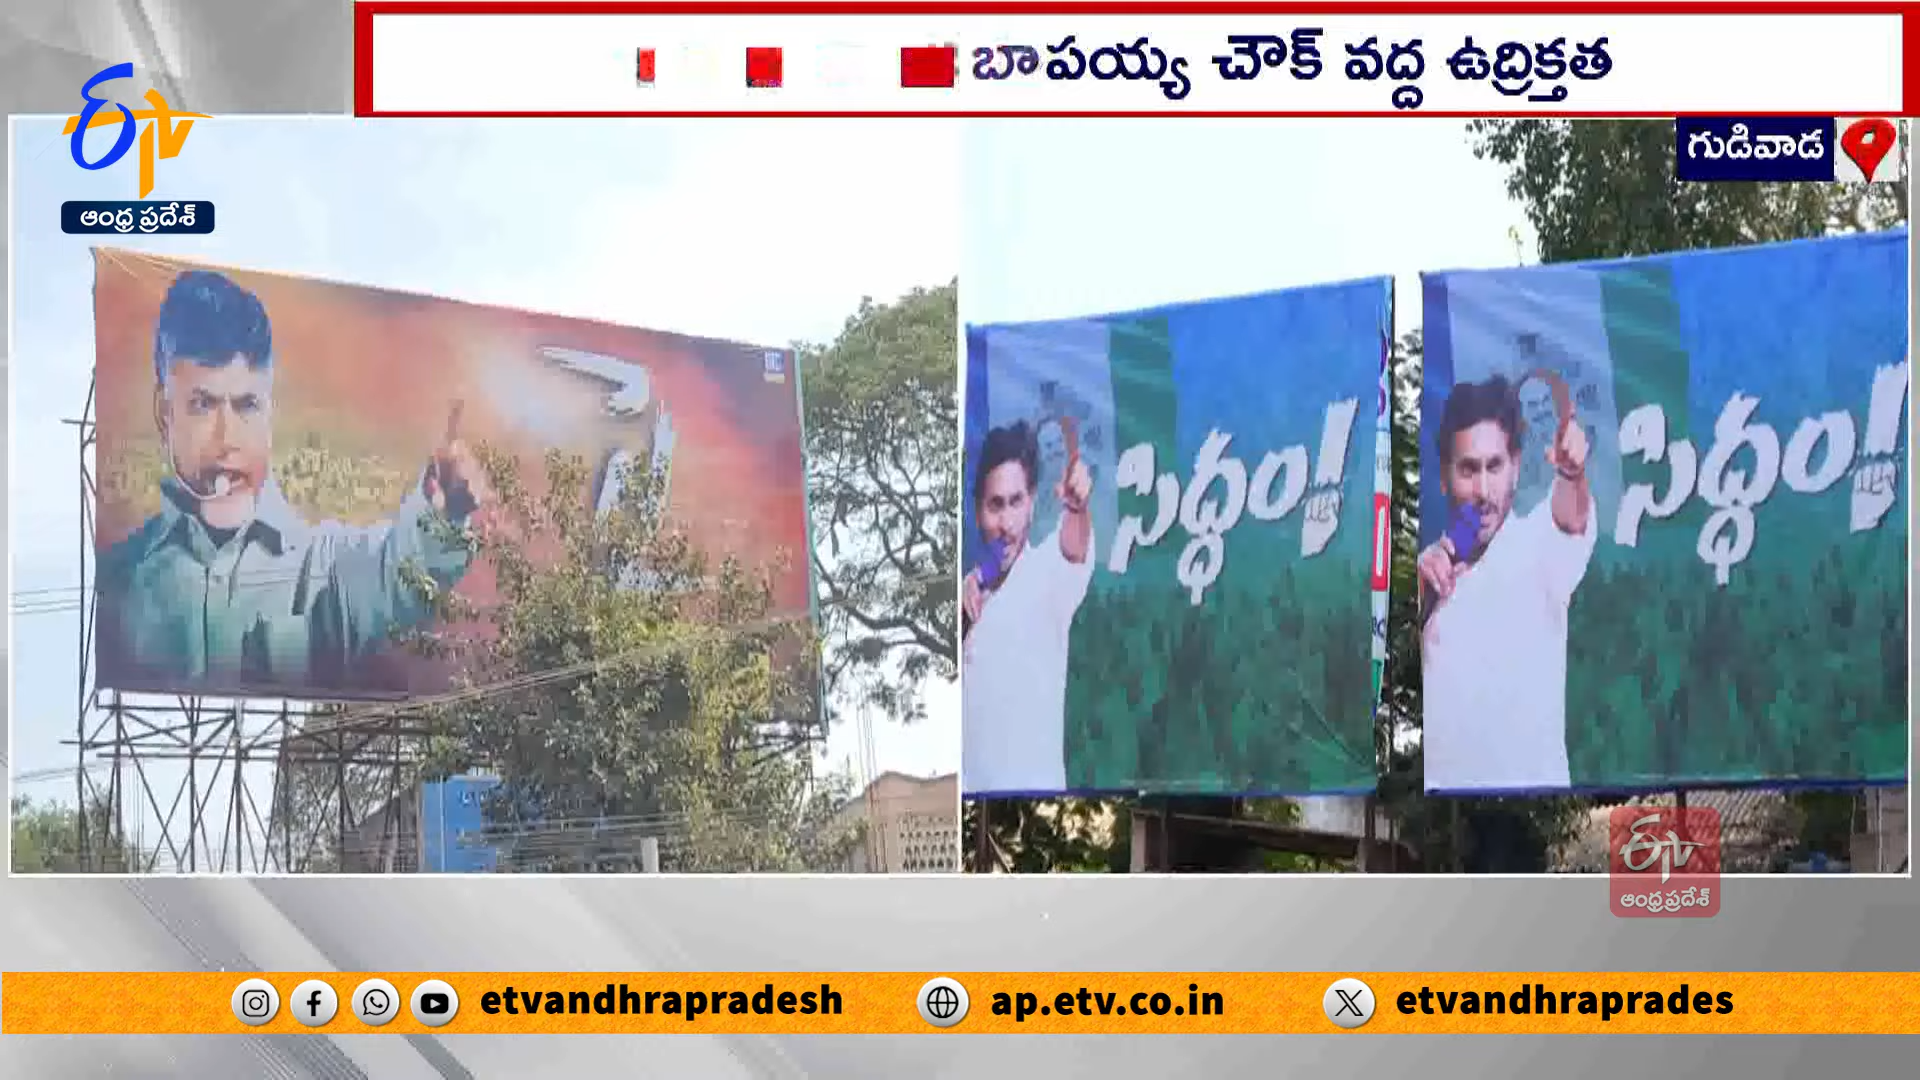 బాపయ్య చౌక్ వద్ద ఉద్రిక్తత
ETV
ఆంధ్ర ప్రదేశ్
గుడివాడ
సిద్ధం!
సిద్ధం!
ETV
ఆంధ్రప్రదేశ్
etvandhrapradesh
ap.etv.co.in
etvandhraprades